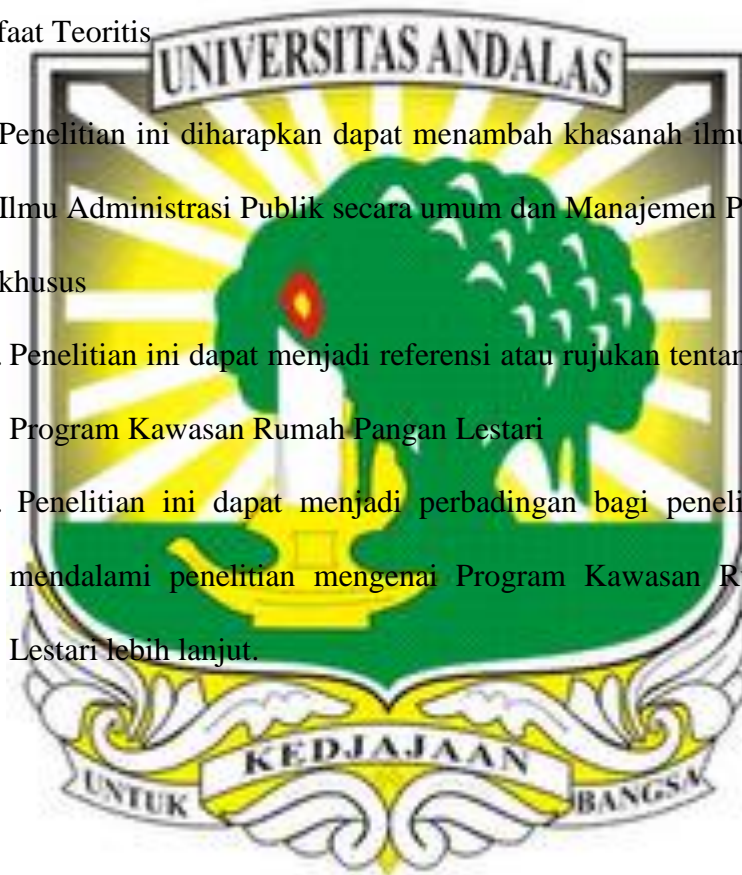 faat Teoritis
UNIVERSITAS ANDALAS
Penelitian ini diharapkan dapat menambah khasanah ilmu
Ilmu Administrasi Publik secara umum dan Manajemen P
khusus
. Penelitian ini dapat menjadi referensi atau rujukan tentan
Program Kawasan Rumah Pangan Lestari
. Penelitian ini dapat menjadi perbadingan bagi peneli
mendalami penelitian mengenai Program Kawasan R
Lestari lebih lanjut.
KEDJAJAAN
UNTUK
BANGSA